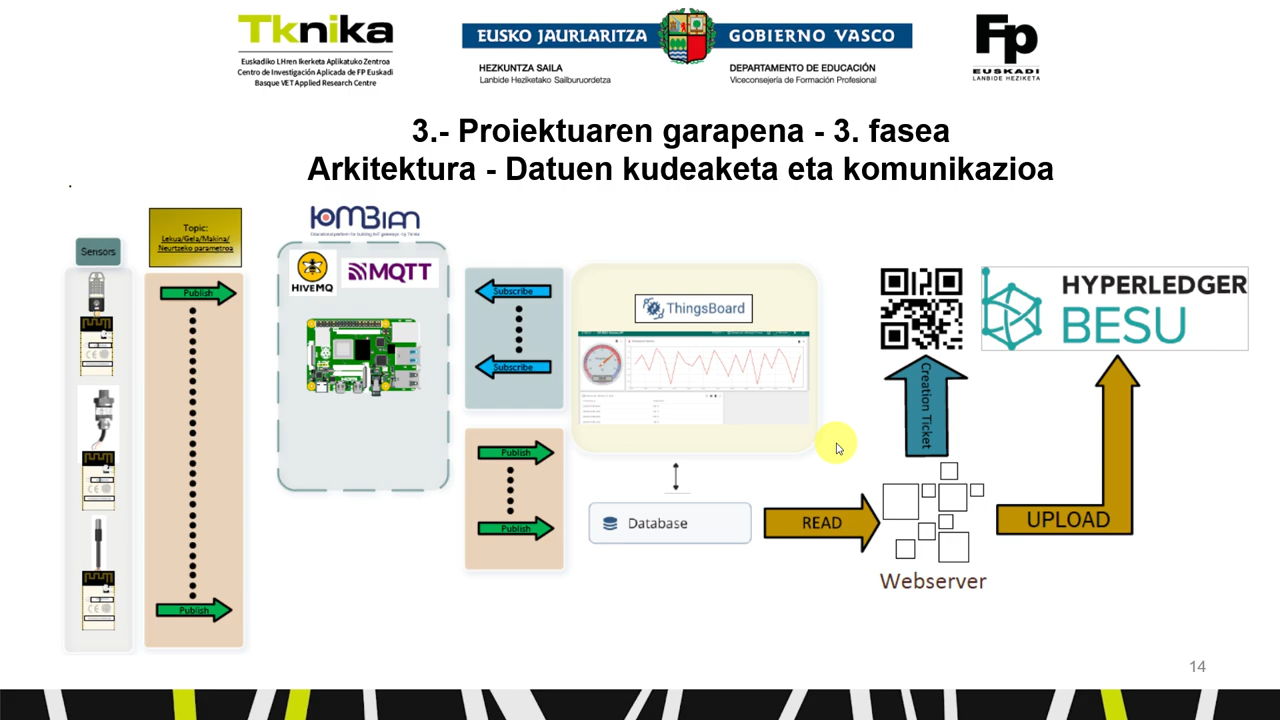 Tknika
Euskadiko LHren Ikerketa Aplikatuko Zentroa
Centro de Investigación Aplicada de FP Euskadi
Basque VET Applied Research Centre
EUSKO JAURLARITZA
GOBIERNO VASCO
HEZKUNTZA SAILA
Lanbide Heziketako Sailburuordetza
DEPARTAMENTO DE EDUCACIÓN
Viceconsejería de Formación Profesional
Fp
EUSKADI
LANBIDE HEZIKETA
3.- Proiektuaren garapena - 3. fasea
Arkitektura - Datuen kudeaketa eta komunikazioa
Sensors
Topic:
Lekua/Gela/Makina/
Neurtzeko parametroa
Publish
Publish
IoMBian
HIVEMQ
MQTT
Subscribe
Subscribe
Publish
Publish
ThingsBoard
Database
READ
Creation Ticket
Webserver
UPLOAD
HYPERLEDGER
BESU
14